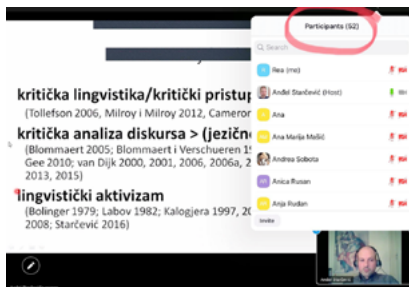 kritička lingvistika/kritički pristup
(Tollefson 2006, Milroy i Milroy 2012, Cameron
kritička analiza diskursa > (jezičn
(Blommaert 2005; Blommaert i Verschueren 19
Gee 2010; van Dijk 2000, 2001, 2006, 2006a, 2
2013, 2015)
lingvistički aktivizam
(Bolinger 1979; Labov 1982; Kalogjera 1997, 20
2008; Starčević 2016)
Participants (52)
Search
Rea (me)
Anđel Starčević (Host)
Ana
Ana Marija Mešić
Andrea Sobota
Anica Rusan
Anja Rudan
Invite